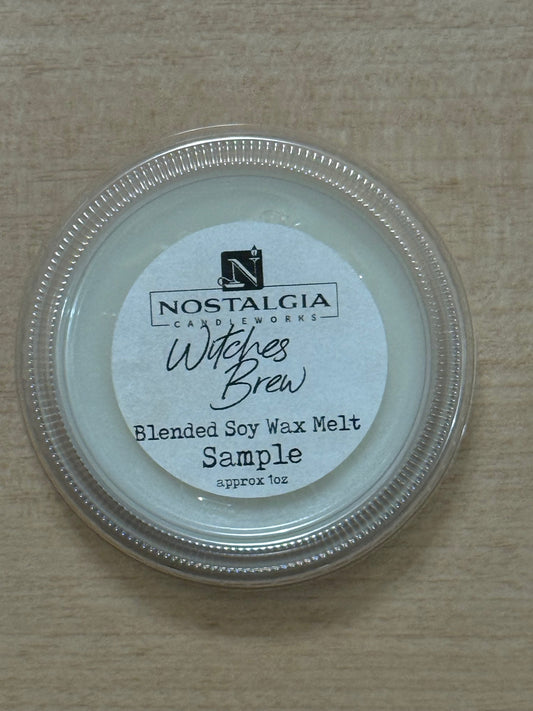 N
NOSTALGIA
CANDLEWORKS
Witches
Brew
Blended Soy Wax Melt
Sample
approx 1oz